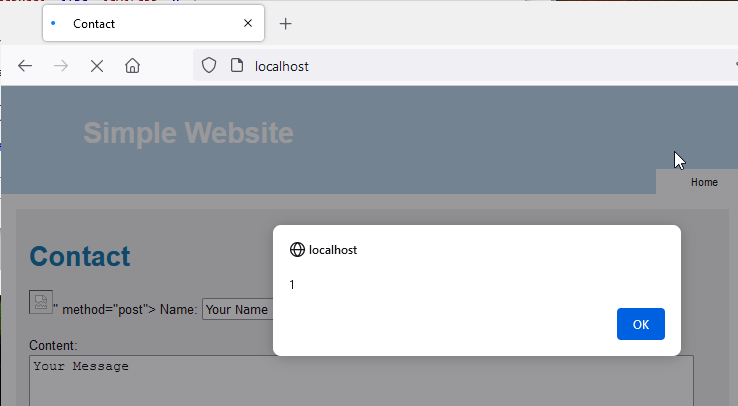 Contact
localhost
Simple Website
Home
localhost
1
OK
Contact
" method="post"> Name: Your Name
Content:
Your Message